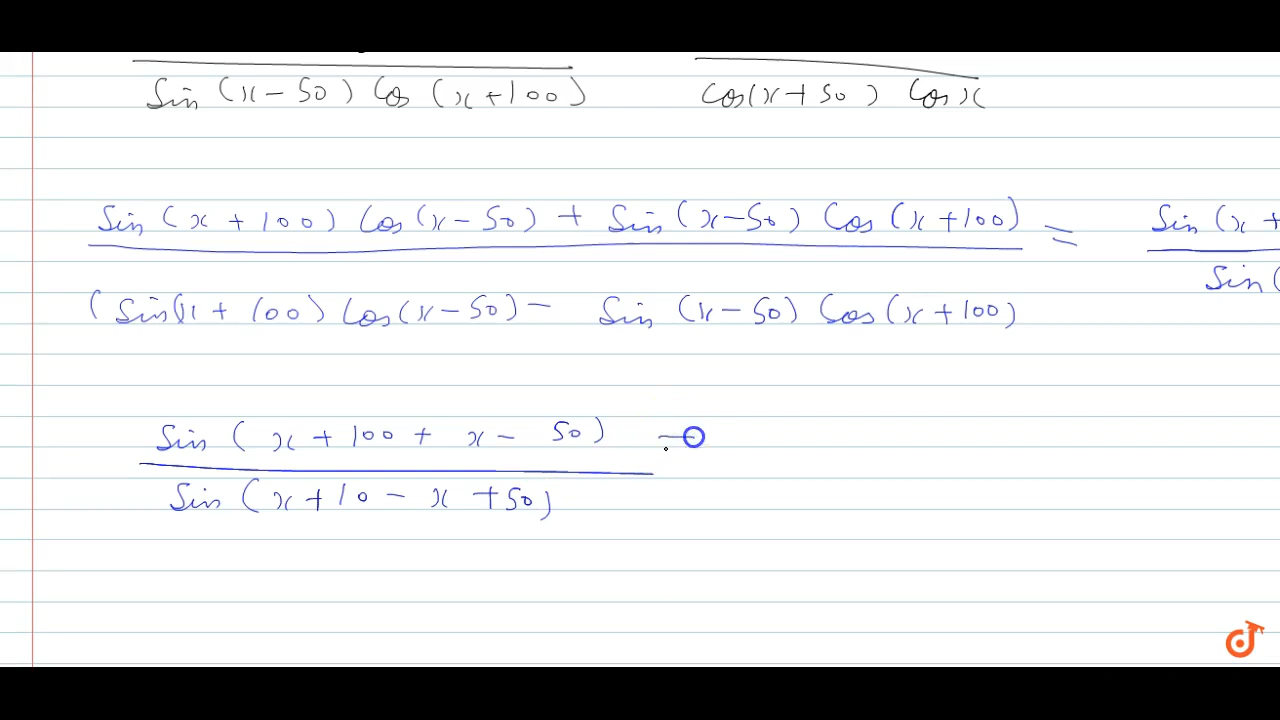 Sin (x-50) Cos (x+100) Cos(x+50) Cosx
Sin (x+100) Cos(x-50) + Sin (x-50) Cos (x+100) = Sin (x+
(Sin(x+100) Cos(x-50) - Sin (x-50) Cos(x+100) Sin(
Sin (x+100+ x- 50) =
Sin (x+10- x +50)